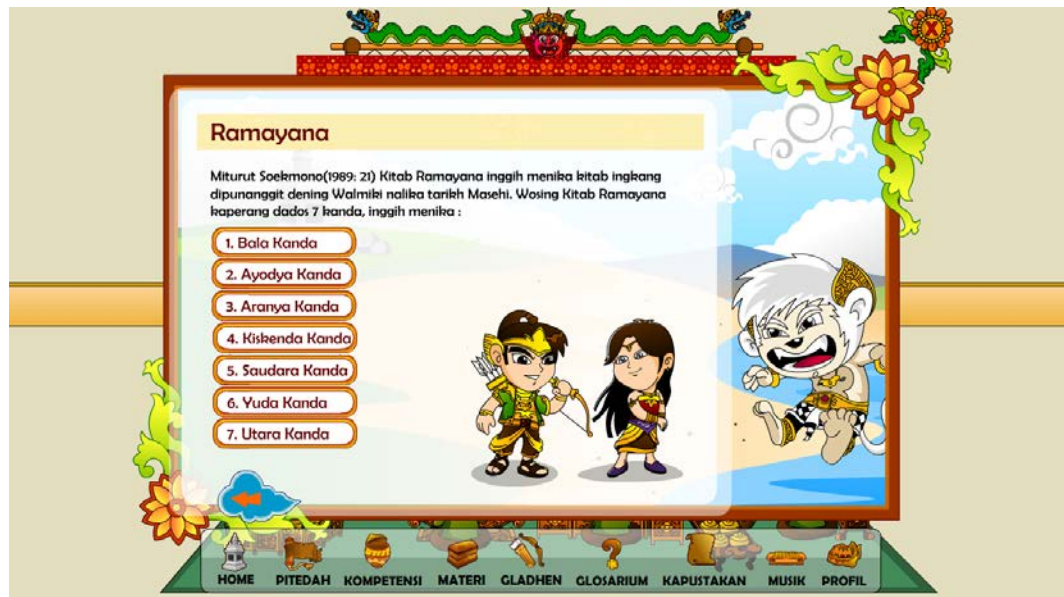 Ramayana
Miturut Soekmono(1989: 21) Kitab Ramayana inggih menika kitab ingkang
dipunanggit dening Walmiki nalika tarikh Masehi. Wosing Kitab Ramayana
kaperang dados 7 kanda, inggih menika :
1. Bala Kanda
2. Ayodya Kanda
3. Aranya Kanda
4. Kiskenda Kanda
5. Saudara Kanda
6. Yuda Kanda
7. Utara Kanda
HOME PITEDAH KOMPETENSI MATERI GLADHEN GLOSARIUM KAPUSTAKAN MUSIK PROFIL